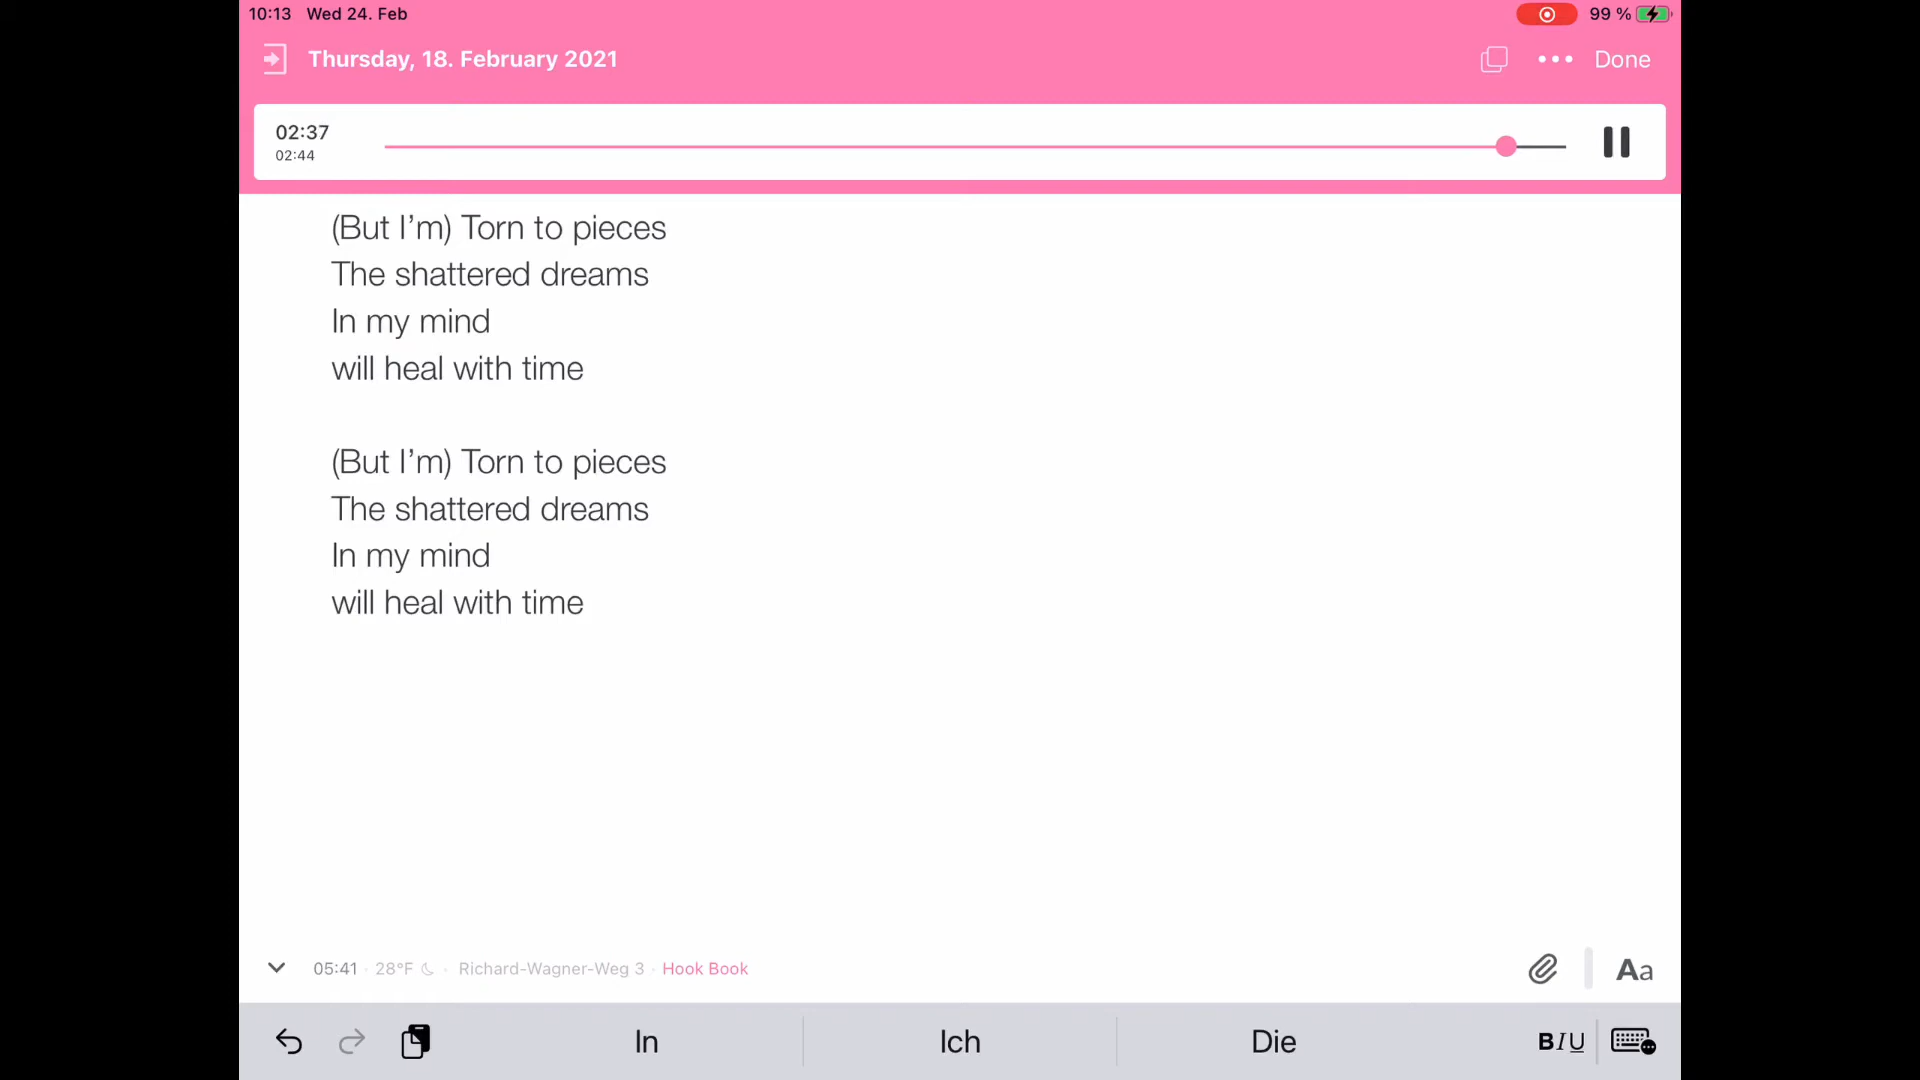 10:13 Wed 24. Feb
99 %
Thursday, 18. February 2021
Done
02:37
02:44
(But I’m) Torn to pieces
The shattered dreams
In my mind
will heal with time
(But I’m) Torn to pieces
The shattered dreams
In my mind
will heal with time
05:41 · 28°F · Richard-Wagner-Weg 3 · Hook Book
Aa
In
Ich
Die
BIU